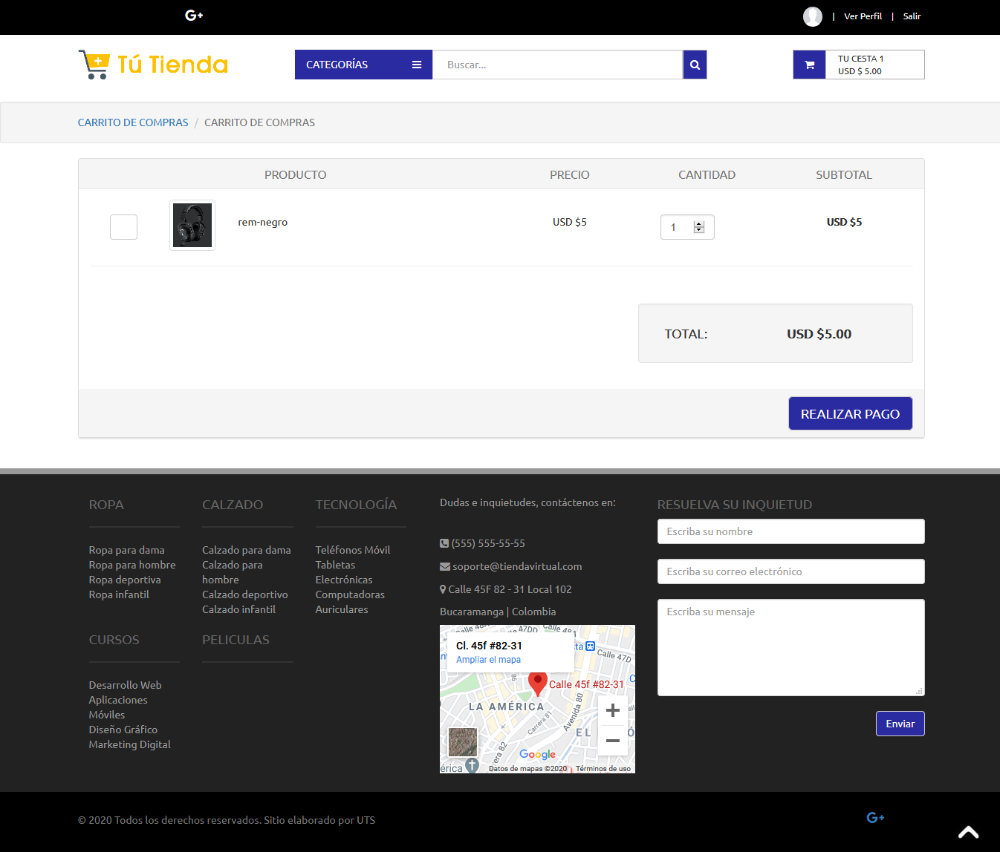 G+
| Ver Perfil | Salir
Tú Tienda
CATEGORÍAS
Buscar...
TU CESTA 1
USD $ 5.00
CARRITO DE COMPRAS / CARRITO DE COMPRAS
PRODUCTO PRECIO CANTIDAD SUBTOTAL
rem-negro USD $5 1 USD $5
TOTAL: USD $5.00
REALIZAR PAGO
ROPA
Ropa para dama
Ropa para hombre
Ropa deportiva
Ropa infantil
CALZADO
Calzado para dama
Calzado para
hombre
Calzado deportivo
Calzado infantil
TECNOLOGÍA
Teléfonos Móvil
Tabletas
Electrónicas
Computadoras
Auriculares
CURSOS
Desarrollo Web
Aplicaciones
Móviles
Diseño Gráfico
Marketing Digital
PELICULAS
Dudas e inquietudes, contáctenos en:
(555) 555-55-55
soporte@tiendavirtual.com
Calle 45F 82 - 31 Local 102
Bucaramanga | Colombia
Calle 47DD
Cl. 45f #82-31
Ampliar el mapa
Calle 47D
Calle 45f #82-31
LA AMÉRICA
Carrera 81
Avenida 80
Carrera 82
EL
Google
Datos de mapas ©2020 Términos de uso
RESUELVA SU INQUIETUD
Escriba su nombre
Escriba su correo electrónico
Escriba su mensaje
Enviar
© 2020 Todos los derechos reservados. Sitio elaborado por UTS
G+